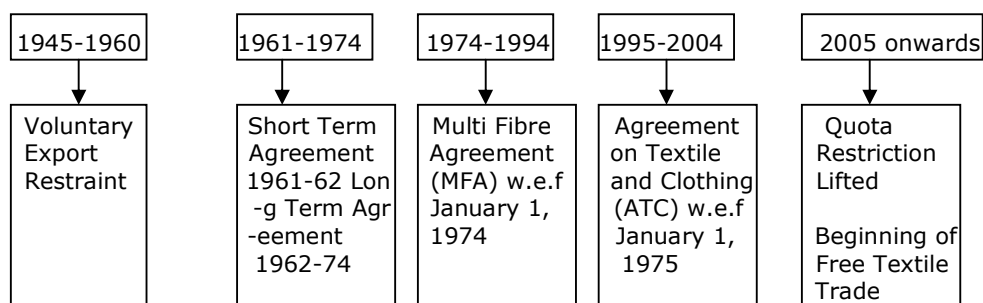 1945-1960
1961-1974
1974-1994
1995-2004
2005 onwards
Voluntary
Export
Restraint
Short Term
Agreement
1961-62 Lon
-g Term Agr
-eement
1962-74
Multi Fibre
Agreement
(MFA) w.e.f
January 1,
1974
Agreement
on Textile
and Clothing
(ATC) w.e.f
January 1,
1975
Quota
Restriction
Lifted
Beginning of
Free Textile
Trade